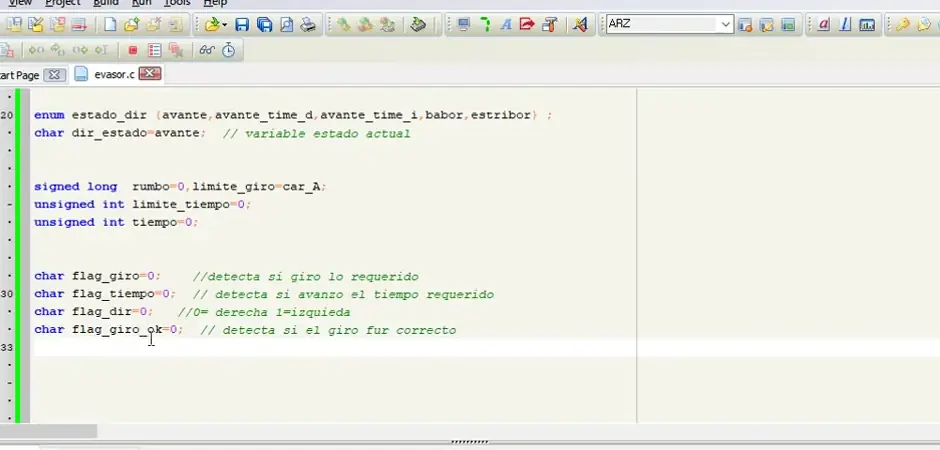 View Project Build Run Tools Help
ARZ
Start Page evasor.c
20 enum estado_dir {avante,avante_time_d,avante_time_i,babor,estribor} ;
char dir_estado=avante; // variable estado actual
signed long rumbo=0,limite_giro=car_A;
unsigned int limite_tiempo=0;
unsigned int tiempo=0;
char flag_giro=0; //detecta si giro lo requerido
30 char flag_tiempo=0; // detecta si avanzo el tiempo requerido
char flag_dir=0; //0= derecha 1=izquieda
char flag_giro_ok=0; // detecta si el giro fur correcto
33